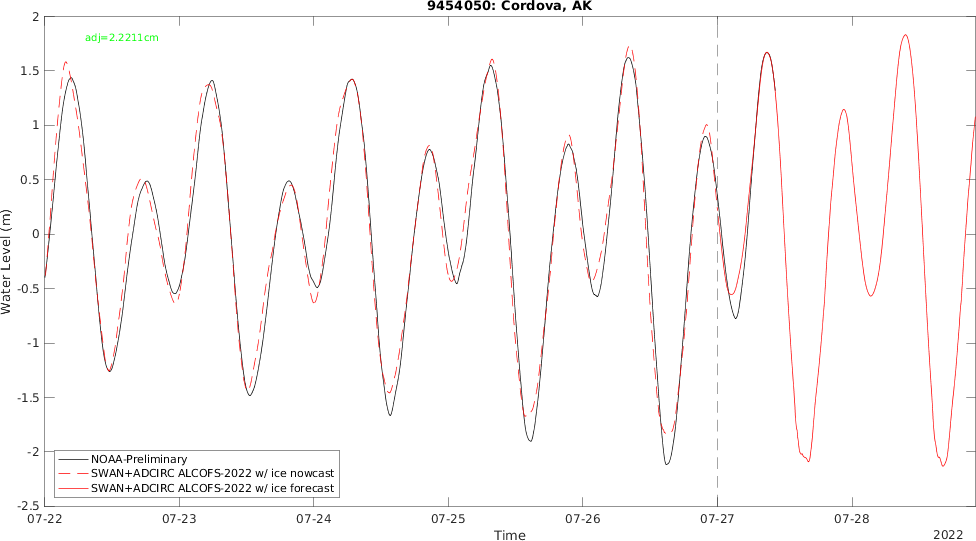 9454050: Cordova, AK
adj=2.2211cm
Water Level (m)
2
1.5
1
0.5
0
-0.5
-1
-1.5
-2
-2.5
NOAA-Preliminary
SWAN+ADCIRC ALCOFS-2022 w/ ice nowcast
SWAN+ADCIRC ALCOFS-2022 w/ ice forecast
07-22 07-23 07-24 07-25 07-26 07-27 07-28
Time
2022